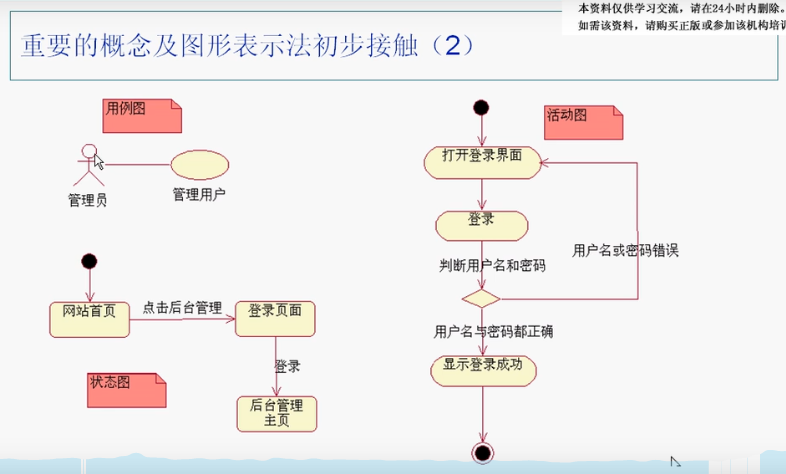 本资料仅供学习交流，请在24小时内删除。
如需该资料，请购买正版或参加该机构培训
重要的概念及图形表示法初步接触（2）
用例图
管理员
管理用户
网站首页
点击后台管理
登录页面
登录
后台管理
主页
状态图
活动图
打开登录界面
登录
判断用户名和密码
用户名或密码错误
用户名与密码都正确
显示登录成功